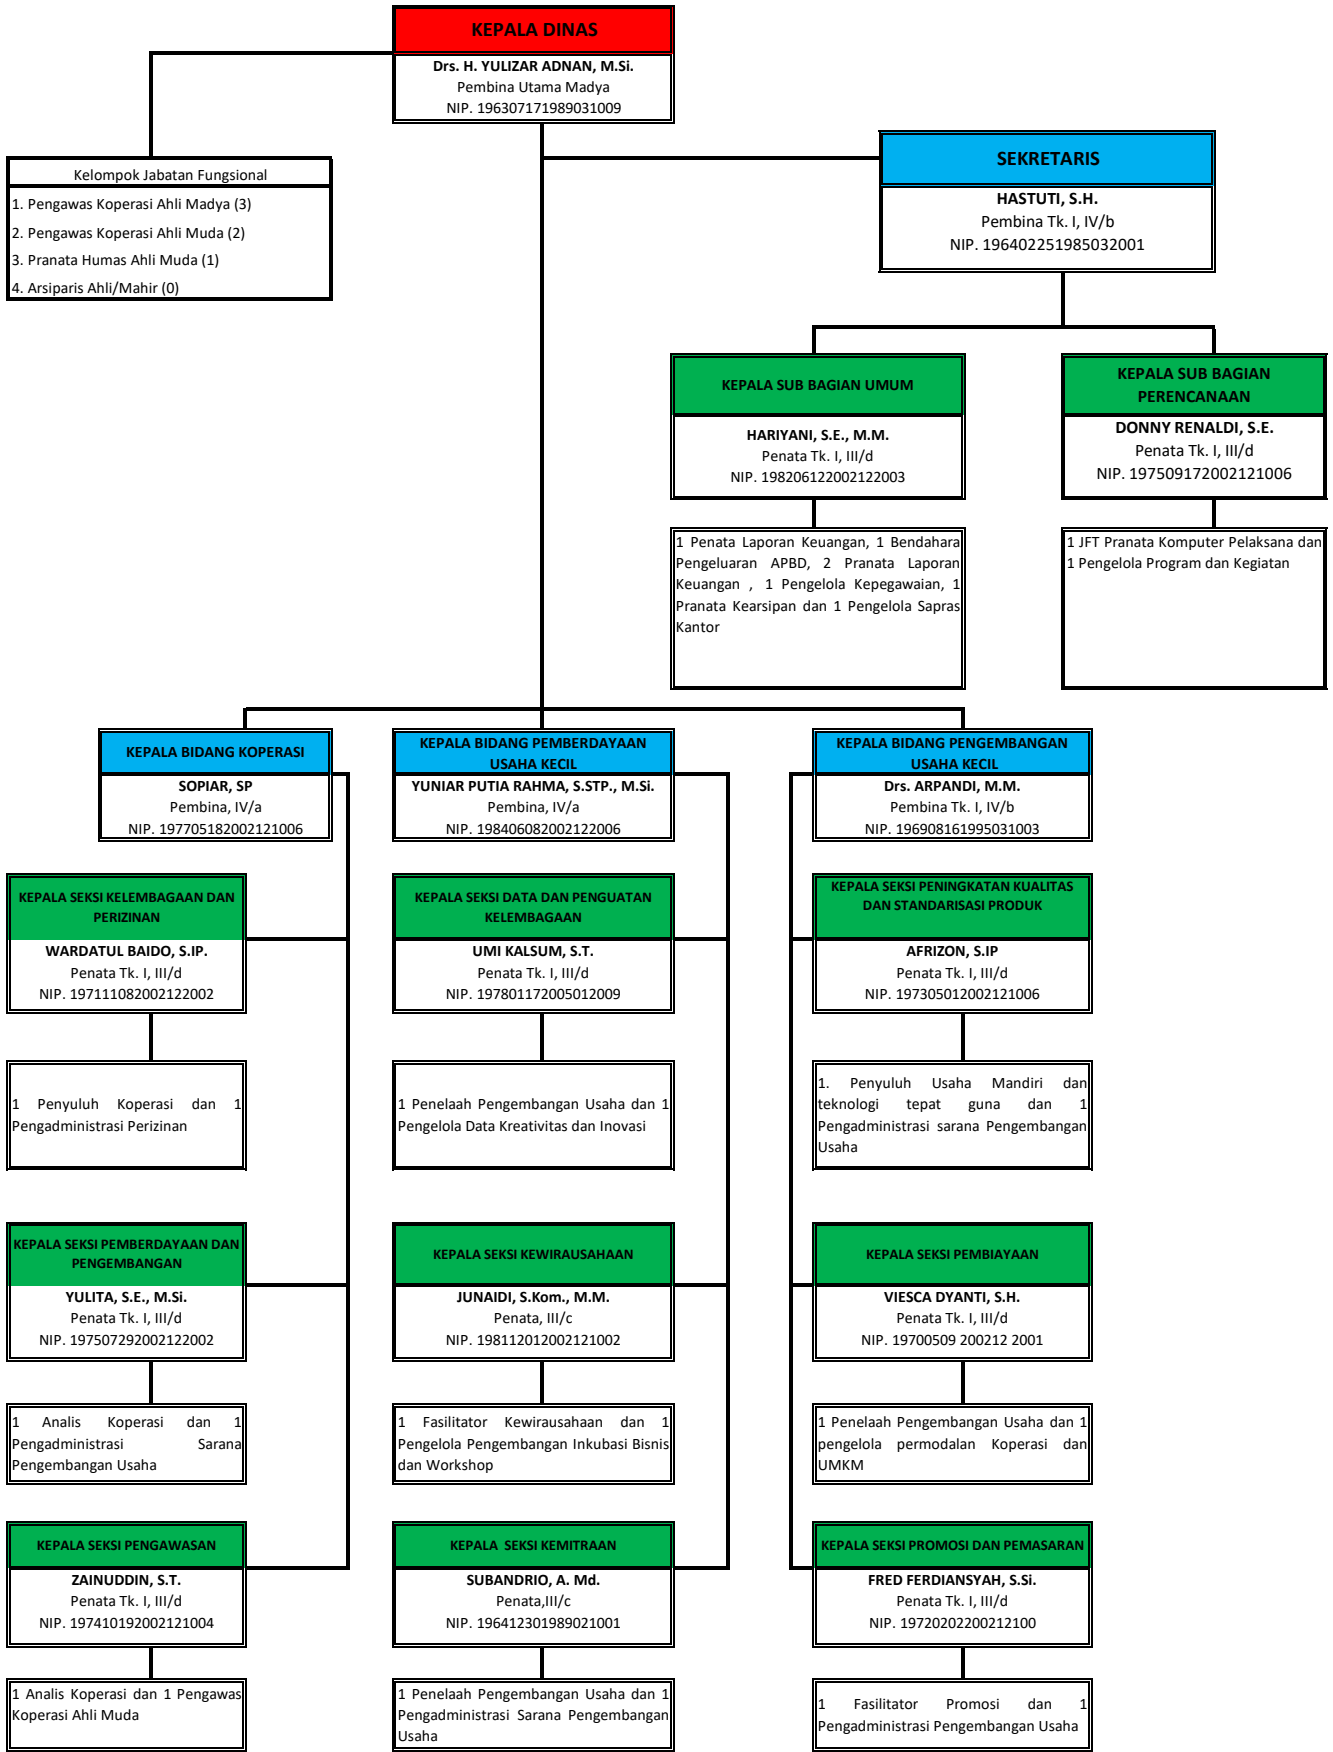 KEPALA DINAS
Drs. H. YULIZAR ADNAN, M.Si.
Pembina Utama Madya
NIP. 196307171989031009
Kelompok Jabatan Fungsional
1. Pengawas Koperasi Ahli Madya (3)
2. Pengawas Koperasi Ahli Muda (2)
3. Pranata Humas Ahli Muda (1)
4. Arsiparis Ahli/Mahir (0)
SEKRETARIS
HASTUTI, S.H.
Pembina Tk. I, IV/b
NIP. 196402251985032001
KEPALA SUB BAGIAN UMUM
HARIYANI, S.E., M.M.
Penata Tk. I, III/d
NIP. 198206122002122003
1 Penata Laporan Keuangan, 1 Bendahara
Pengeluaran APBD, 2 Pranata Laporan
Keuangan , 1 Pengelola Kepegawaian, 1
Pranata Kearsipan dan 1 Pengelola Sapras
Kantor
KEPALA SUB BAGIAN
PERENCANAAN
DONNY RENALDI, S.E.
Penata Tk. I, III/d
NIP. 197509172002121006
1 JFT Pranata Komputer Pelaksana dan
1 Pengelola Program dan Kegiatan
KEPALA BIDANG KOPERASI
SOPIAR, SP
Pembina, IV/a
NIP. 197705182002121006
KEPALA BIDANG PEMBERDAYAAN
USAHA KECIL
YUNIAR PUTIA RAHMA, S.STP., M.Si.
Pembina, IV/a
NIP. 198406082002122006
KEPALA BIDANG PENGEMBANGAN
USAHA KECIL
Drs. ARPANDI, M.M.
Pembina Tk. I, IV/b
NIP. 196908161995031003
KEPALA SEKSI KELEMBAGAAN DAN
PERIZINAN
WARDATUL BAIDO, S.IP.
Penata Tk. I, III/d
NIP. 197111082002122002
1 Penyuluh Koperasi dan 1
Pengadministrasi Perizinan
KEPALA SEKSI DATA DAN PENGUATAN
KELEMBAGAAN
UMI KALSUM, S.T.
Penata Tk. I, III/d
NIP. 197801172005012009
1 Penelaah Pengembangan Usaha dan 1
Pengelola Data Kreativitas dan Inovasi
KEPALA SEKSI PENINGKATAN KUALITAS
DAN STANDARISASI PRODUK
AFRIZON, S.IP
Penata Tk. I, III/d
NIP. 197305012002121006
1. Penyuluh Usaha Mandiri dan
teknologi tepat guna dan 1
Pengadministrasi sarana Pengembangan
Usaha
KEPALA SEKSI PEMBERDAYAAN DAN
PENGEMBANGAN
YULITA, S.E., M.Si.
Penata Tk. I, III/d
NIP. 197507292002122002
1 Analis Koperasi dan 1
Pengadministrasi Sarana
Pengembangan Usaha
KEPALA SEKSI KEWIRAUSAHAAN
JUNAIDI, S.Kom., M.M.
Penata, III/c
NIP. 198112012002121002
1 Fasilitator Kewirausahaan dan 1
Pengelola Pengembangan Inkubasi Bisnis
dan Workshop
KEPALA SEKSI PEMBIAYAAN
VIESCA DYANTI, S.H.
Penata Tk. I, III/d
NIP. 19700509 200212 2001
1 Penelaah Pengembangan Usaha dan 1
pengelola permodalan Koperasi dan
UMKM
KEPALA SEKSI PENGAWASAN
ZAINUDDIN, S.T.
Penata Tk. I, III/d
NIP. 197410192002121004
1 Analis Koperasi dan 1 Pengawas
Koperasi Ahli Muda
KEPALA SEKSI KEMITRAAN
SUBANDRIO, A. Md.
Penata,III/c
NIP. 196412301989021001
1 Penelaah Pengembangan Usaha dan 1
Pengadministrasi Sarana Pengembangan
Usaha
KEPALA SEKSI PROMOSI DAN PEMASARAN
FRED FERDIANSYAH, S.Si.
Penata Tk. I, III/d
NIP. 19720202200212100
1 Fasilitator Promosi dan 1
Pengadministrasi Pengembangan Usaha